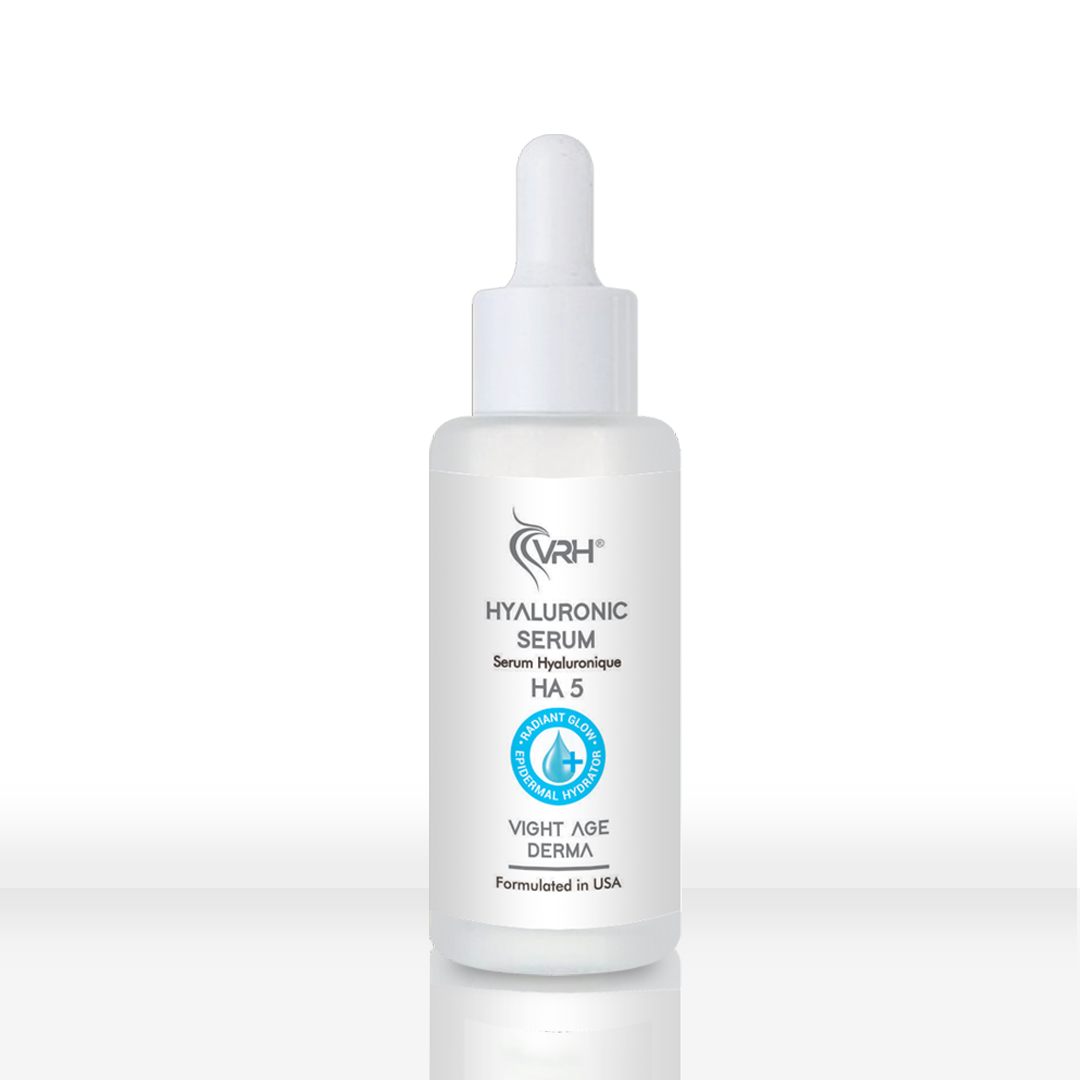 VRH®
HYALURONIC
SERUM
Serum Hyaluronique
HA 5
• RADIANT GLOW •
EPIDERMAL HYDRATOR
VIGHT AGE
DERMA
Formulated in USA